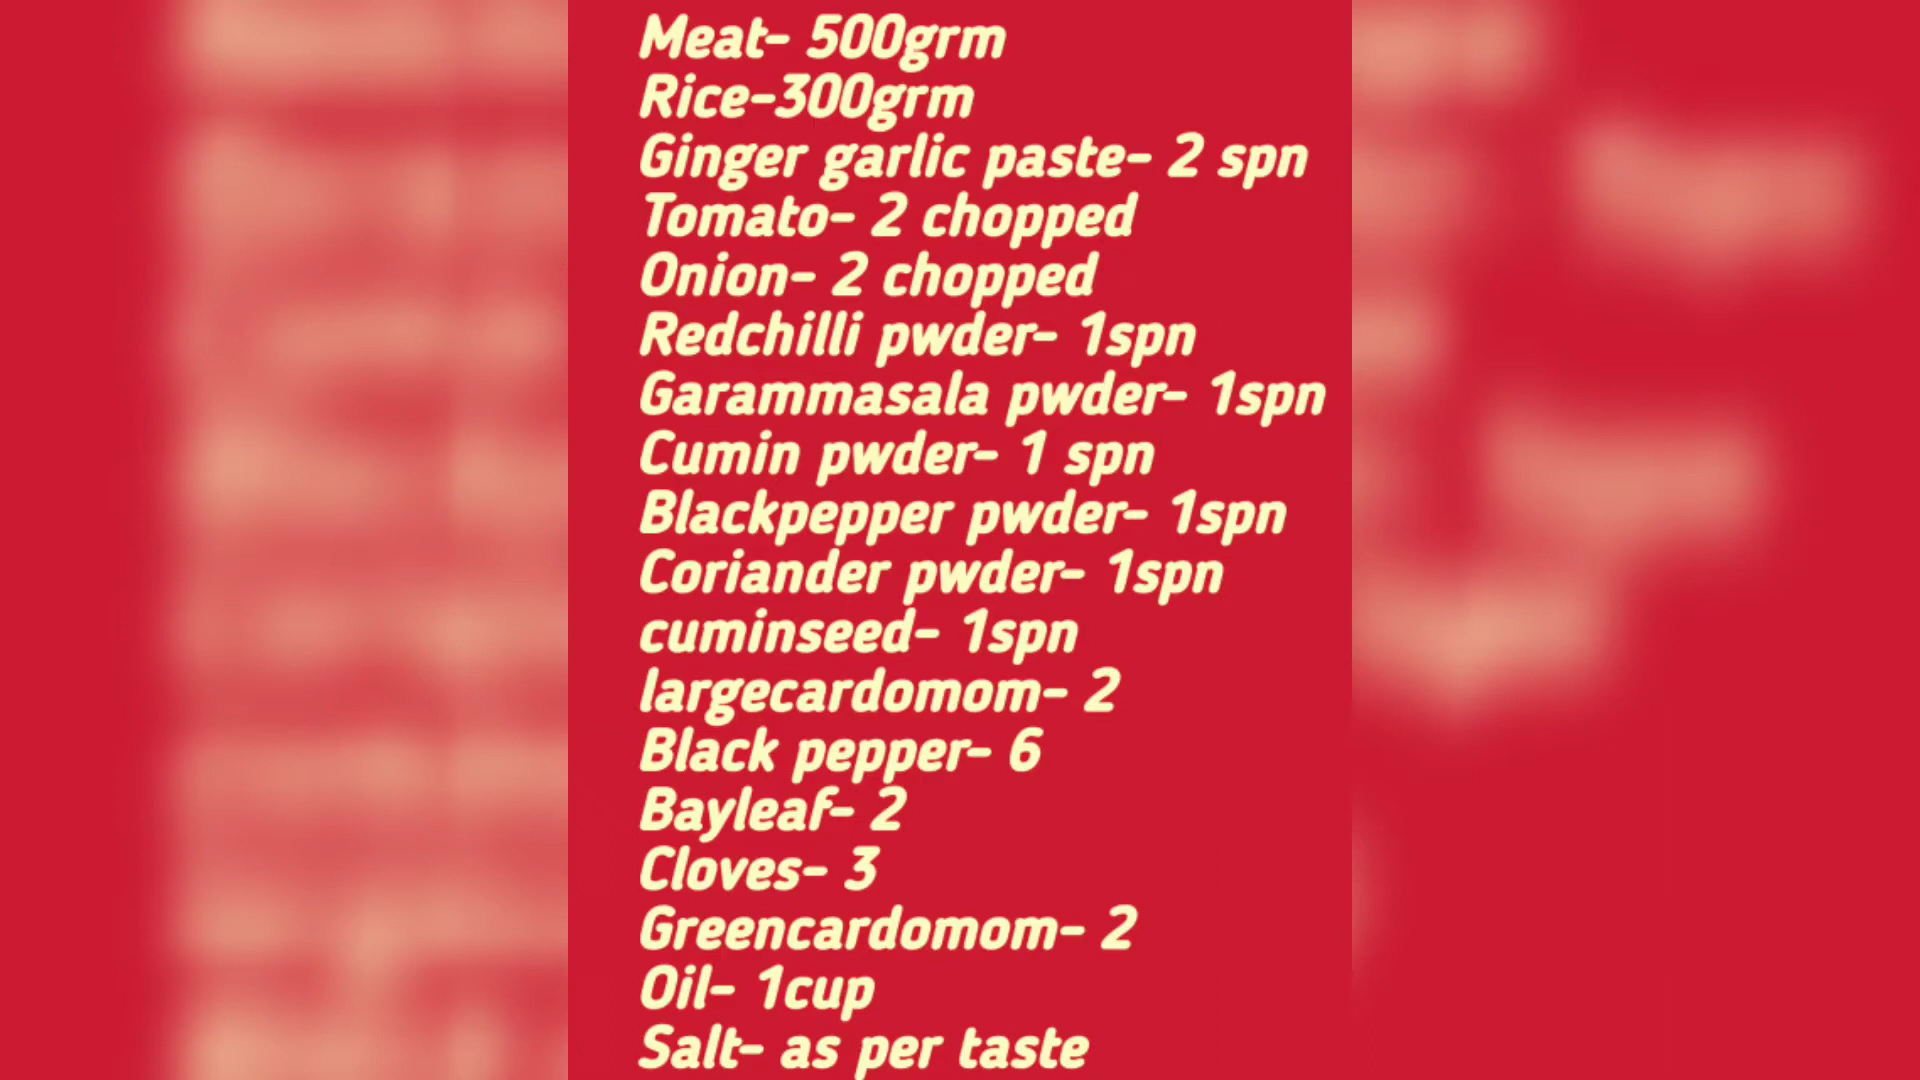 Meat- 500grm
Rice-300grm
Ginger garlic paste- 2 spn
Tomato- 2 chopped
Onion- 2 chopped
Redchilli pwder- 1spn
Garammasala pwder- 1spn
Cumin pwder- 1 spn
Blackpepper pwder- 1spn
Coriander pwder- 1spn
cuminseed- 1spn
largecardomom- 2
Black pepper- 6
Bayleaf- 2
Cloves- 3
Greencardomom- 2
Oil- 1cup
Salt- as per taste